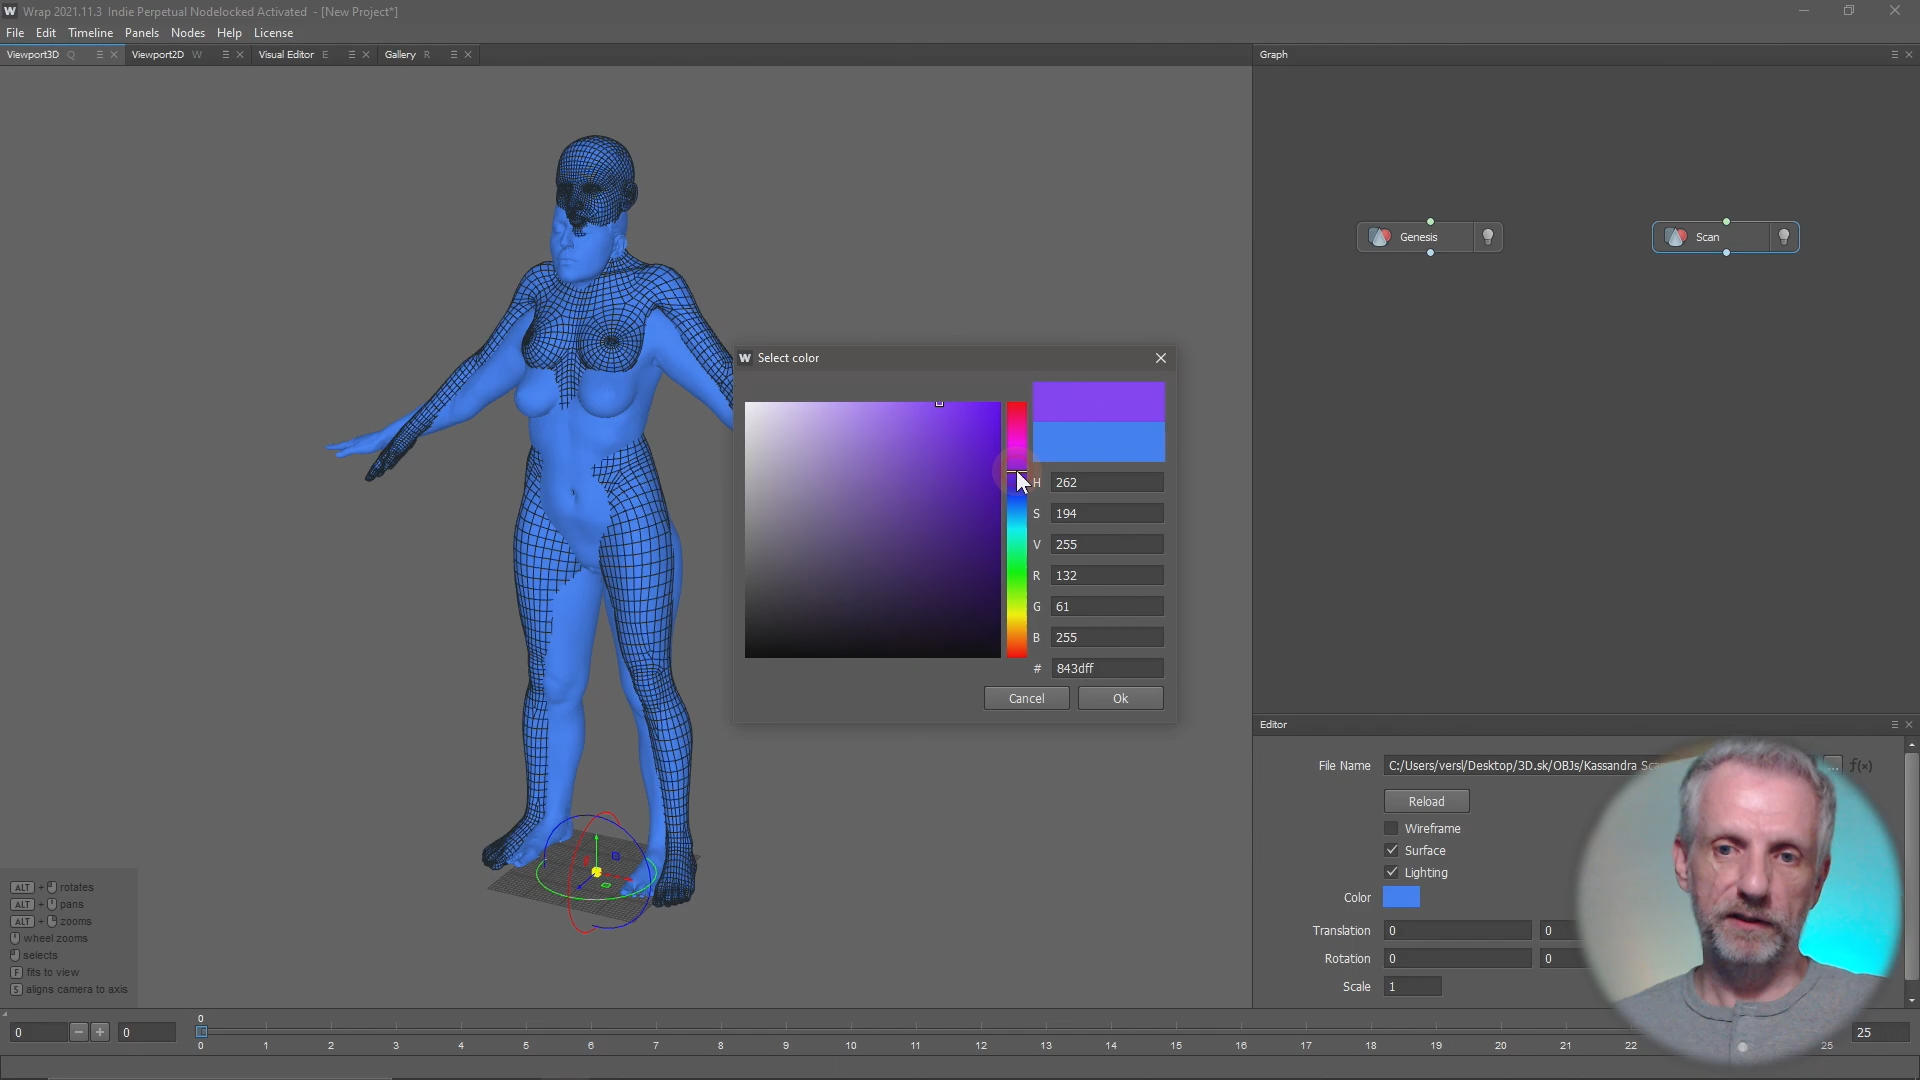 W Wrap 2021.11.3 Indie Perpetual Nodelocked Activated - [New Project*]
File Edit Timeline Panels Nodes Help License
Viewport3D Q
Viewport2D W
Visual Editor E
Gallery R
Graph
Genesis
Scan
W Select color
H 262
S 194
V 255
R 132
G 61
B 255
# 843dff
Cancel Ok
Editor
File Name C:/Users/versl/Desktop/3D.sk/OBJs/Kassandra ... f(x)
Reload
Wireframe
Surface
Lighting
Color
Translation 0 0
Rotation 0 0
Scale 1
ALT + rotates
ALT + pans
ALT + zooms
wheel zooms
selects
F fits to view
S aligns camera to axis
0 − + 0
0
0 1 2 3 4 5 6 7 8 9 10 11 12 13 14 15 16 17 18 19 20 21 22 25
25